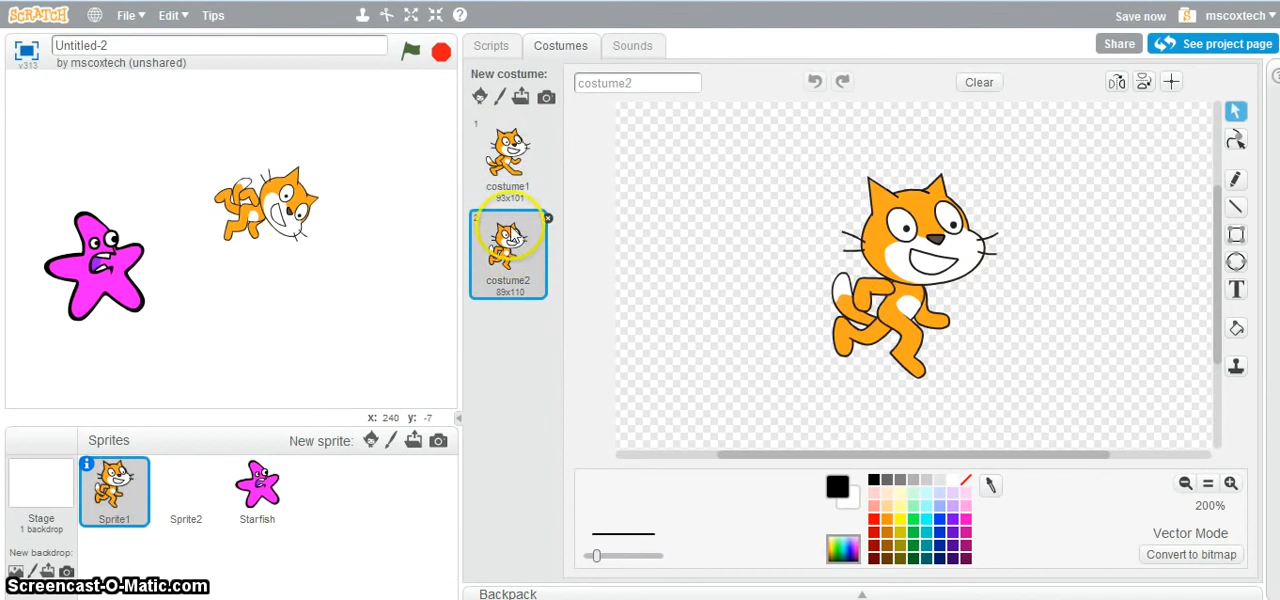 SCRATCH File Edit Tips Save now mscoxtech
Untitled-2
v313 by mscoxtech (unshared)
Scripts Costumes Sounds Share See project page
New costume: costume2 Clear
1
costume1
93x101
costume2
89x110
x: 240 y: -7
Sprites New sprite:
Stage
1 backdrop
New backdrop:
Sprite1 Sprite2 Starfish
T
200%
Vector Mode
Convert to bitmap
Backpack
Screencast-O-Matic.com